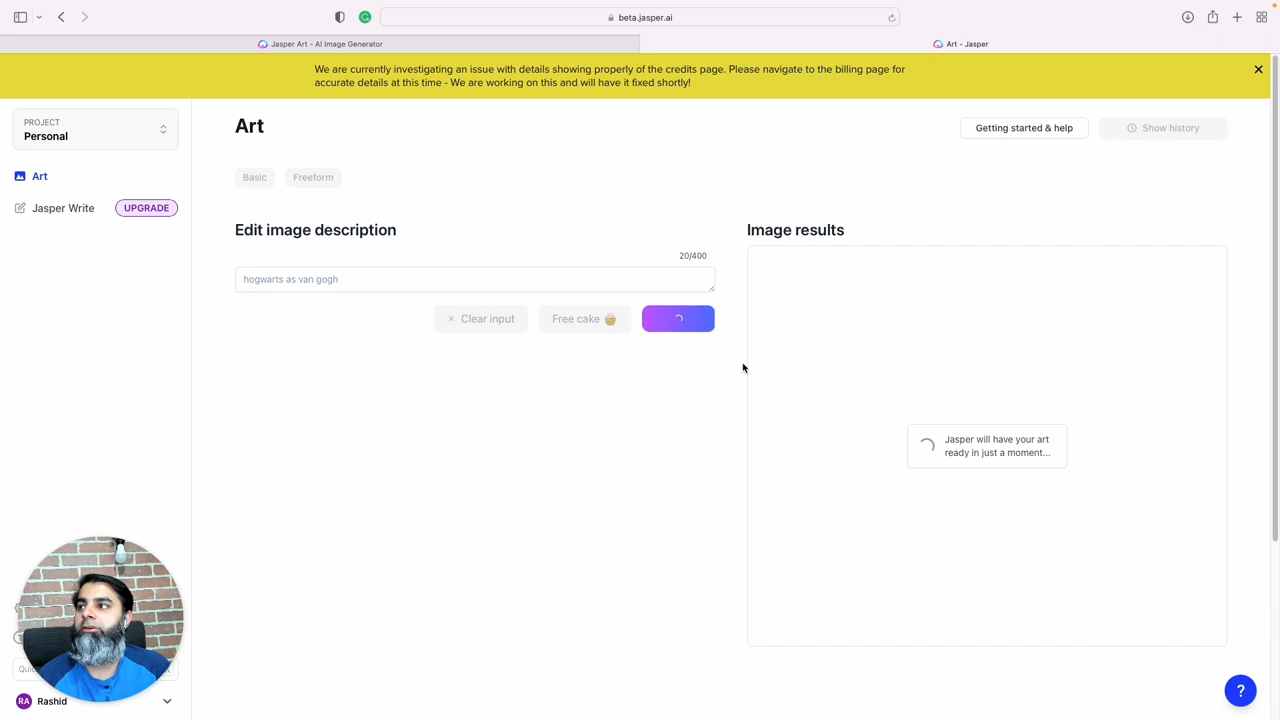 beta.jasper.ai
Jasper Art - AI Image Generator
Art - Jasper
We are currently investigating an issue with details showing properly of the credits page. Please navigate to the billing page for
accurate details at this time - We are working on this and will have it fixed shortly!
PROJECT
Personal
Art
Jasper Write
UPGRADE
Art
Getting started & help
Show history
Basic
Freeform
Edit image description
20/400
hogwarts as van gogh
Clear input
Free cake
Image results
Jasper will have your art
ready in just a moment...
RA
Rashid
?